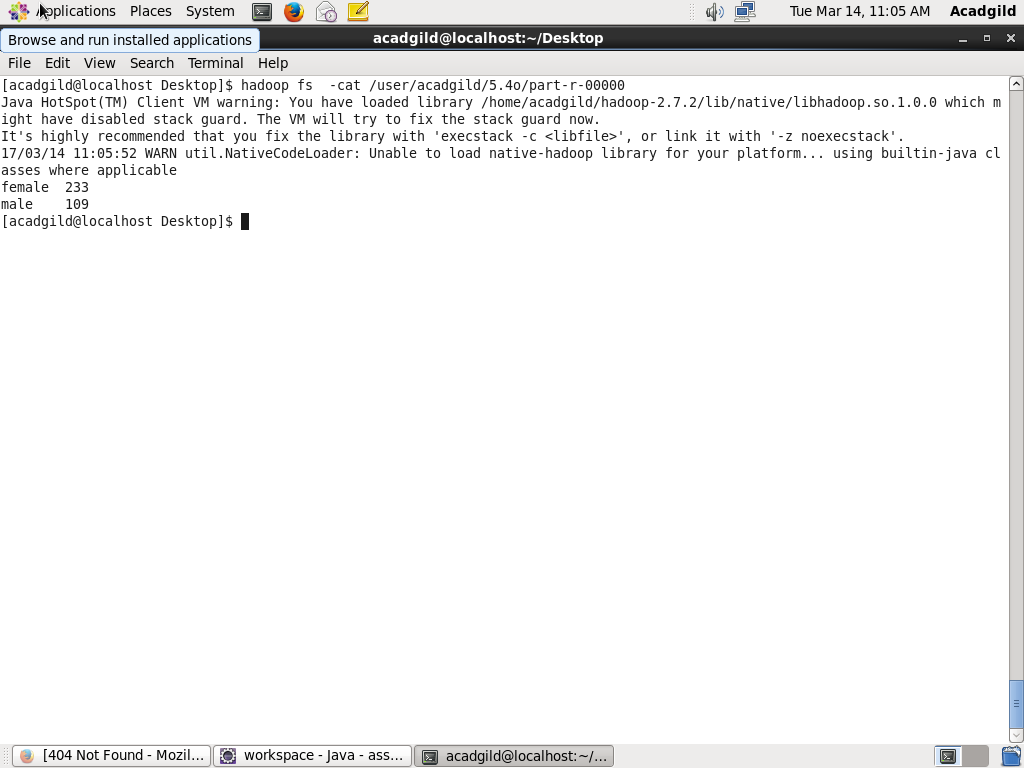 Applications Places System Tue Mar 14, 11:05 AM Acadgild
Browse and run installed applications
acadgild@localhost:~/Desktop
File Edit View Search Terminal Help
[acadgild@localhost Desktop]$ hadoop fs  -cat /user/acadgild/5.4o/part-r-00000
Java HotSpot(TM) Client VM warning: You have loaded library /home/acadgild/hadoop-2.7.2/lib/native/libhadoop.so.1.0.0 which m
ight have disabled stack guard. The VM will try to fix the stack guard now.
It's highly recommended that you fix the library with 'execstack -c <libfile>', or link it with '-z noexecstack'.
17/03/14 11:05:52 WARN util.NativeCodeLoader: Unable to load native-hadoop library for your platform... using builtin-java cl
asses where applicable
female  233
male    109
[acadgild@localhost Desktop]$
[404 Not Found - Mozil... workspace - Java - ass... acadgild@localhost:~/...